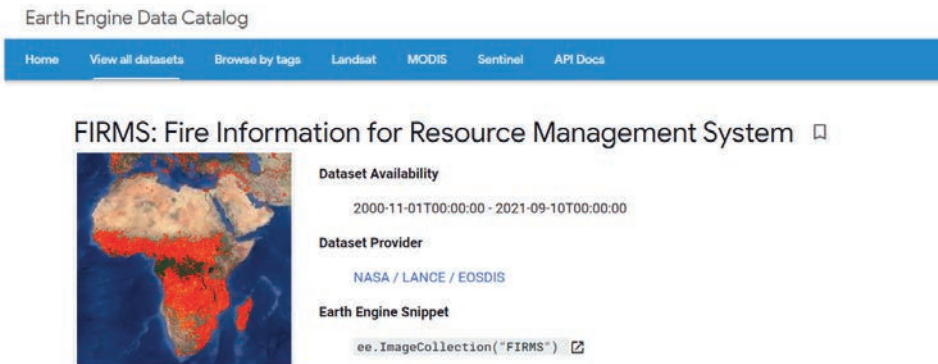 Earth Engine Data Catalog
Home View all datasets Browse by tags Landsat MODIS Sentinel API Docs
FIRMS: Fire Information for Resource Management System
Dataset Availability
2000-11-01T00:00:00 - 2021-09-10T00:00:00
Dataset Provider
NASA / LANCE / EOSDIS
Earth Engine Snippet
ee.ImageCollection("FIRMS")